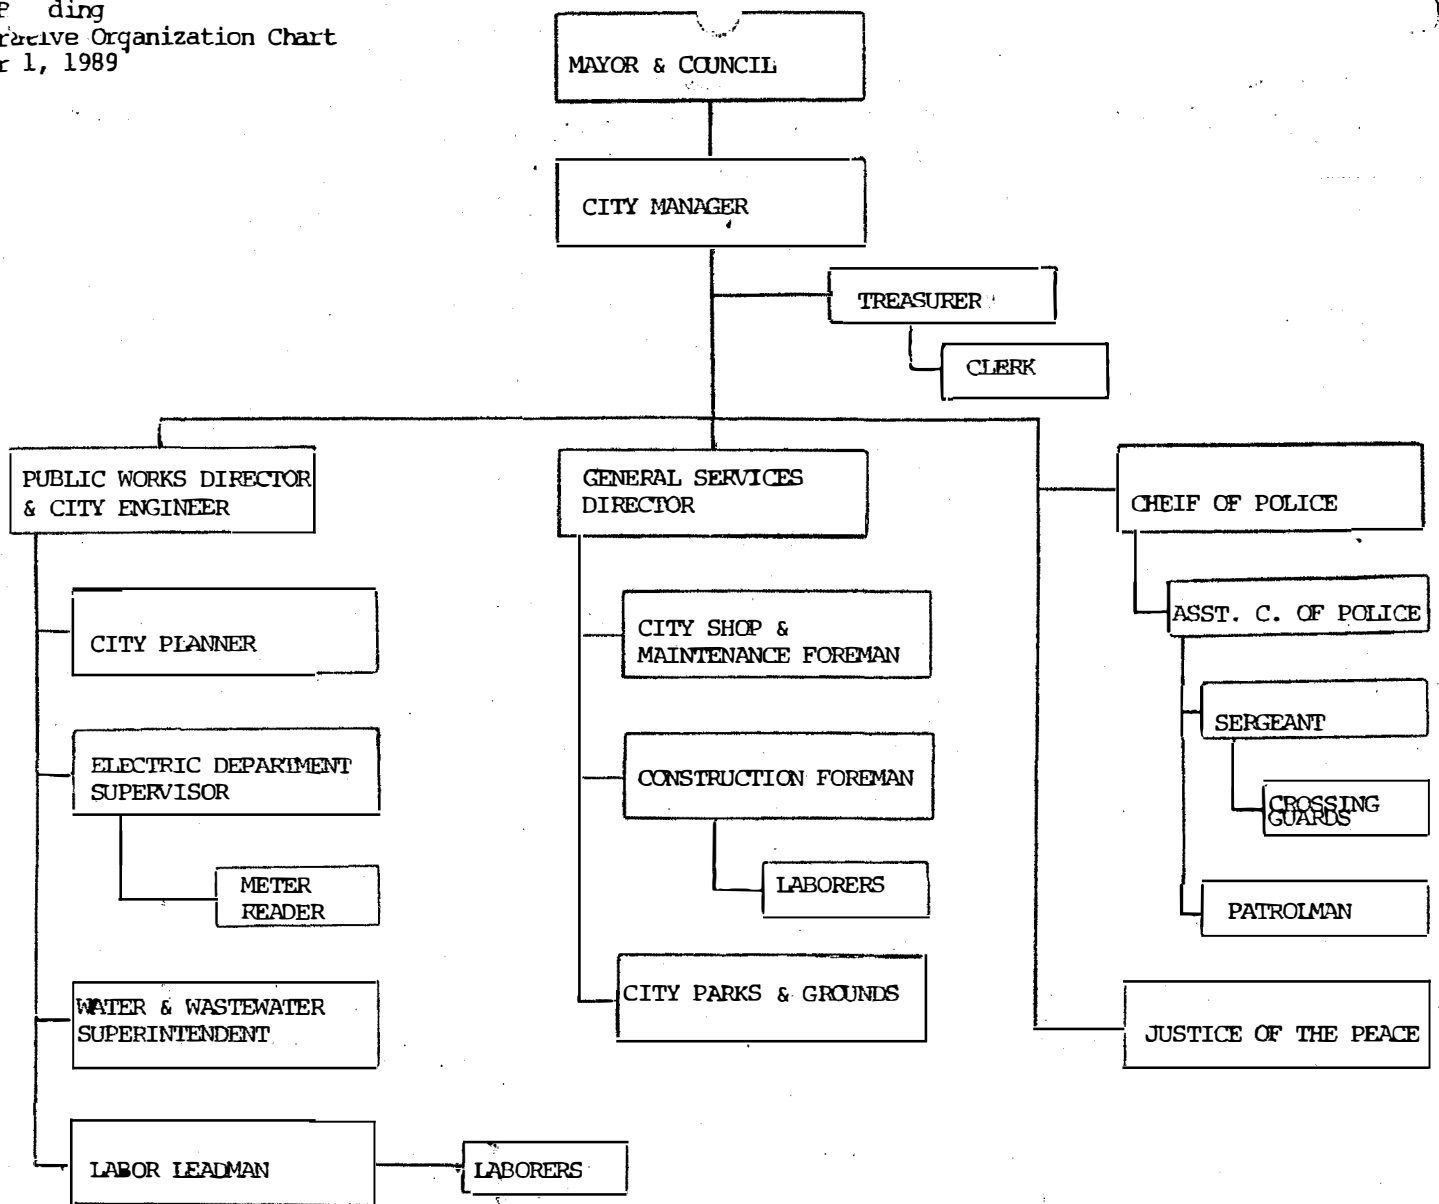 ding
Organization Chart
1, 1989
MAYOR & COUNCIL
CITY MANAGER
TREASURER
CLERK
PUBLIC WORKS DIRECTOR
& CITY ENGINEER
GENERAL SERVICES
DIRECTOR
CHEIF OF POLICE
CITY PLANNER
CITY SHOP &
MAINTENANCE FOREMAN
ASST. C. OF POLICE
ELECTRIC DEPARTMENT
SUPERVISOR
CONSTRUCTION FOREMAN
SERGEANT
CROSSING
GUARDS
METER
READER
LABORERS
PATROLMAN
WATER & WASTEWATER
SUPERINTENDENT
CITY PARKS & GROUNDS
JUSTICE OF THE PEACE
LABOR LEADMAN
LABORERS